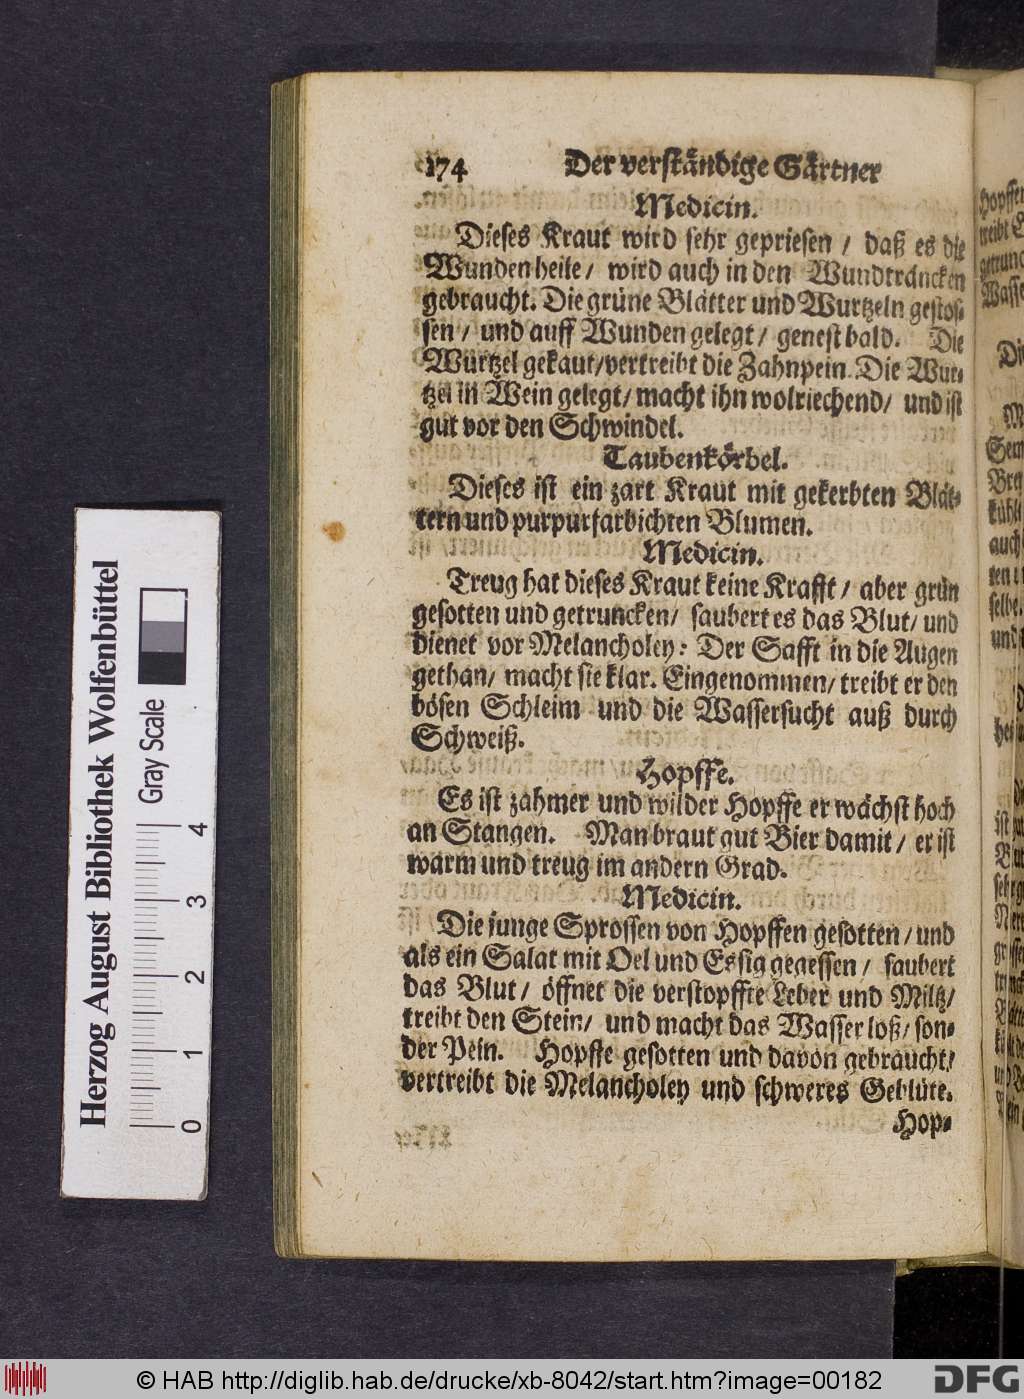 174 Der verständige Gärtner
Medicin.
Dieses Kraut wird sehr gepriesen / daß es die
Wunden heile / wird auch in den Wundträncken
gebraucht. Die grüne Blätter und Wurtzeln gestos-
sen / und auff Wunden gelegt / genest bald. Die
Würtzel gekaut/vertreibt die Zahnpein. Die Wur-
tzel in Wein gelegt/ macht ihn wolriechend/ und ist
gut vor den Schwindel.
Taubenkörbel.
Dieses ist ein zart Kraut mit gekerbten Blät-
tern und purpurfarbichten Blumen.
Medicin.
Treug hat dieses Kraut keine Krafft / aber grün
gesotten und getruncken/ saubert es das Blut/ und
dienet vor Melancholey: Der Safft in die Augen
gethan/ macht sie klar. Eingenommen/ treibt er den
bösen Schleim und die Wassersucht auß durch
Schweiß.
Hopffe.
Es ist zahmer und wilder Hopffe er wächst hoch
an Stangen. Man braut gut Bier damit / er ist
warm und treug im andern Grad.
Medicin.
Die junge Sprossen von Hopffen gesotten / und
als ein Salat mit Oel und Essig gegessen / saubert
das Blut / öffnet die verstopffte Leber und Miltz/
treibt den Stein/ und macht das Wasser loß/ son-
der Pein. Hopffe gesotten und davon gebraucht/
vertreibt die Melancholey und schweres Geblüte.
Hop-
Hopffen
Herzog August Bibliothek Wolfenbüttel
Gray Scale
0 1 2 3 4
© HAB http://diglib.hab.de/drucke/xb-8042/start.htm?image=00182
DFG